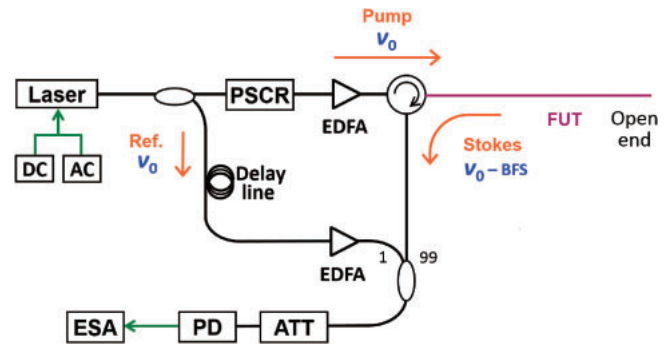 Pump
ν0
Laser
PSCR
EDFA
DC
AC
Ref.
ν0
Delay
line
FUT
Open
end
Stokes
ν0 – BFS
EDFA
1
99
ESA
PD
ATT